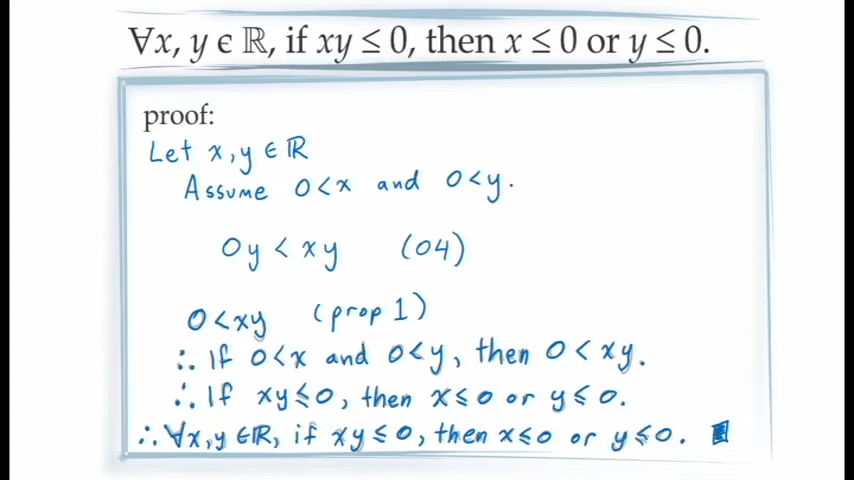 ∀x, y ϵ ℝ, if xy ≤ 0, then x ≤ 0 or y ≤ 0.
proof:
Let x, y ∈ ℝ
Assume 0 < x and 0 < y.
0y < xy (04)
0 < xy (prop 1)
∴ If 0 < x and 0 < y, then 0 < xy.
∴ If xy ≤ 0, then x ≤ 0 or y ≤ 0.
∴ ∀x, y ∈ ℝ, if xy ≤ 0, then x ≤ 0 or y ≤ 0.